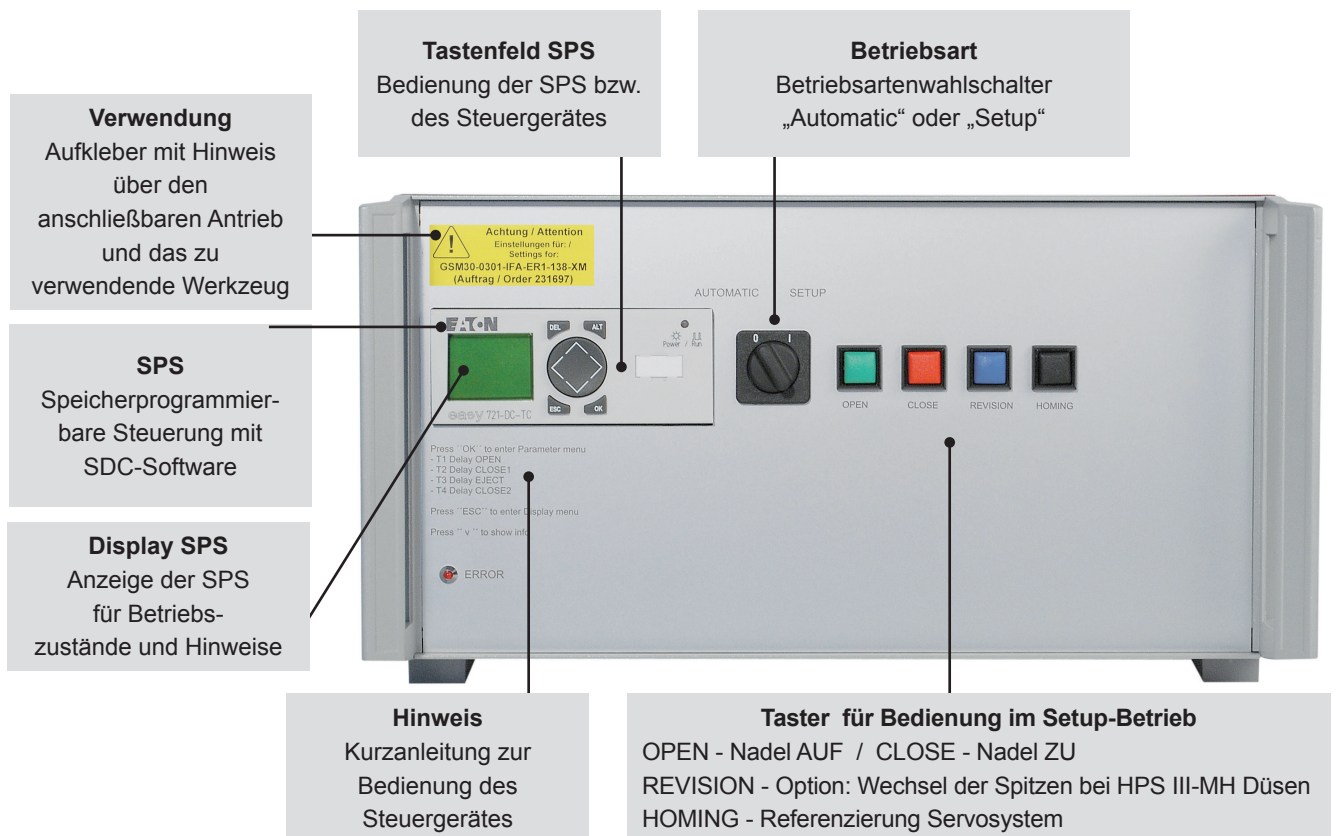 Tastenfeld SPS
Bedienung der SPS bzw.
des Steuergerätes
Betriebsart
Betriebsartenwahlschalter
„Automatic“ oder „Setup“
Verwendung
Aufkleber mit Hinweis
über den
anschließbaren Antrieb
und das zu
verwendende Werkzeug
SPS
Speicherprogrammier-
bare Steuerung mit
SDC-Software
Display SPS
Anzeige der SPS
für Betriebs-
zustände und Hinweise
Achtung / Attention
Einstellungen für: /
Settings for:
GSM30-0301-IFA-ER1-138-XM
(Auftrag / Order 231697)
EATON
DEL
ALT
ESC
OK
Power / Run
easy 721-DC-TC
AUTOMATIC
SETUP
0
I
OPEN
CLOSE
REVISION
HOMING
Press ´´OK´´ to enter Parameter menu
- T1 Delay OPEN
- T2 Delay CLOSE1
- T3 Delay EJECT
- T4 Delay CLOSE2
Press ´´ESC´´ to enter Display menu
Press ´´ v ´´ to show info
ERROR
Hinweis
Kurzanleitung zur
Bedienung des
Steuergerätes
Taster für Bedienung im Setup-Betrieb
OPEN - Nadel AUF / CLOSE - Nadel ZU
REVISION - Option: Wechsel der Spitzen bei HPS III-MH Düsen
HOMING - Referenzierung Servosystem